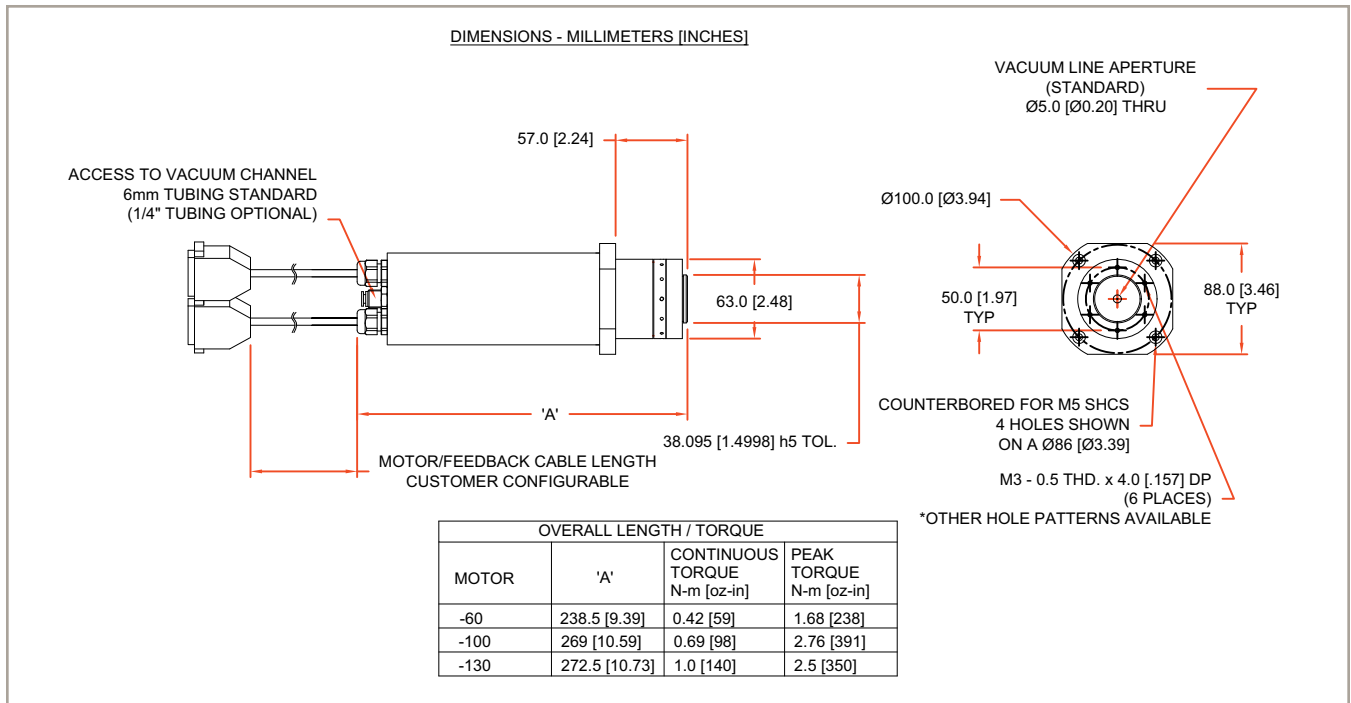 DIMENSIONS - MILLIMETERS [INCHES]
VACUUM LINE APERTURE
(STANDARD)
Ø5.0 [Ø0.20] THRU
57.0 [2.24]
ACCESS TO VACUUM CHANNEL
6mm TUBING STANDARD
(1/4" TUBING OPTIONAL)
Ø100.0 [Ø3.94]
63.0 [2.48]
50.0 [1.97]
TYP
88.0 [3.46]
TYP
'A'
38.095 [1.4998] h5 TOL.
MOTOR/FEEDBACK CABLE LENGTH
CUSTOMER CONFIGURABLE
COUNTERBORED FOR M5 SHCS
4 HOLES SHOWN
ON A Ø86 [Ø3.39]
M3 - 0.5 THD. x 4.0 [.157] DP
(6 PLACES)
*OTHER HOLE PATTERNS AVAILABLE
OVERALL LENGTH / TORQUE
MOTOR 'A' CONTINUOUS TORQUE N-m [oz-in] PEAK TORQUE N-m [oz-in]
-60 238.5 [9.39] 0.42 [59] 1.68 [238]
-100 269 [10.59] 0.69 [98] 2.76 [391]
-130 272.5 [10.73] 1.0 [140] 2.5 [350]